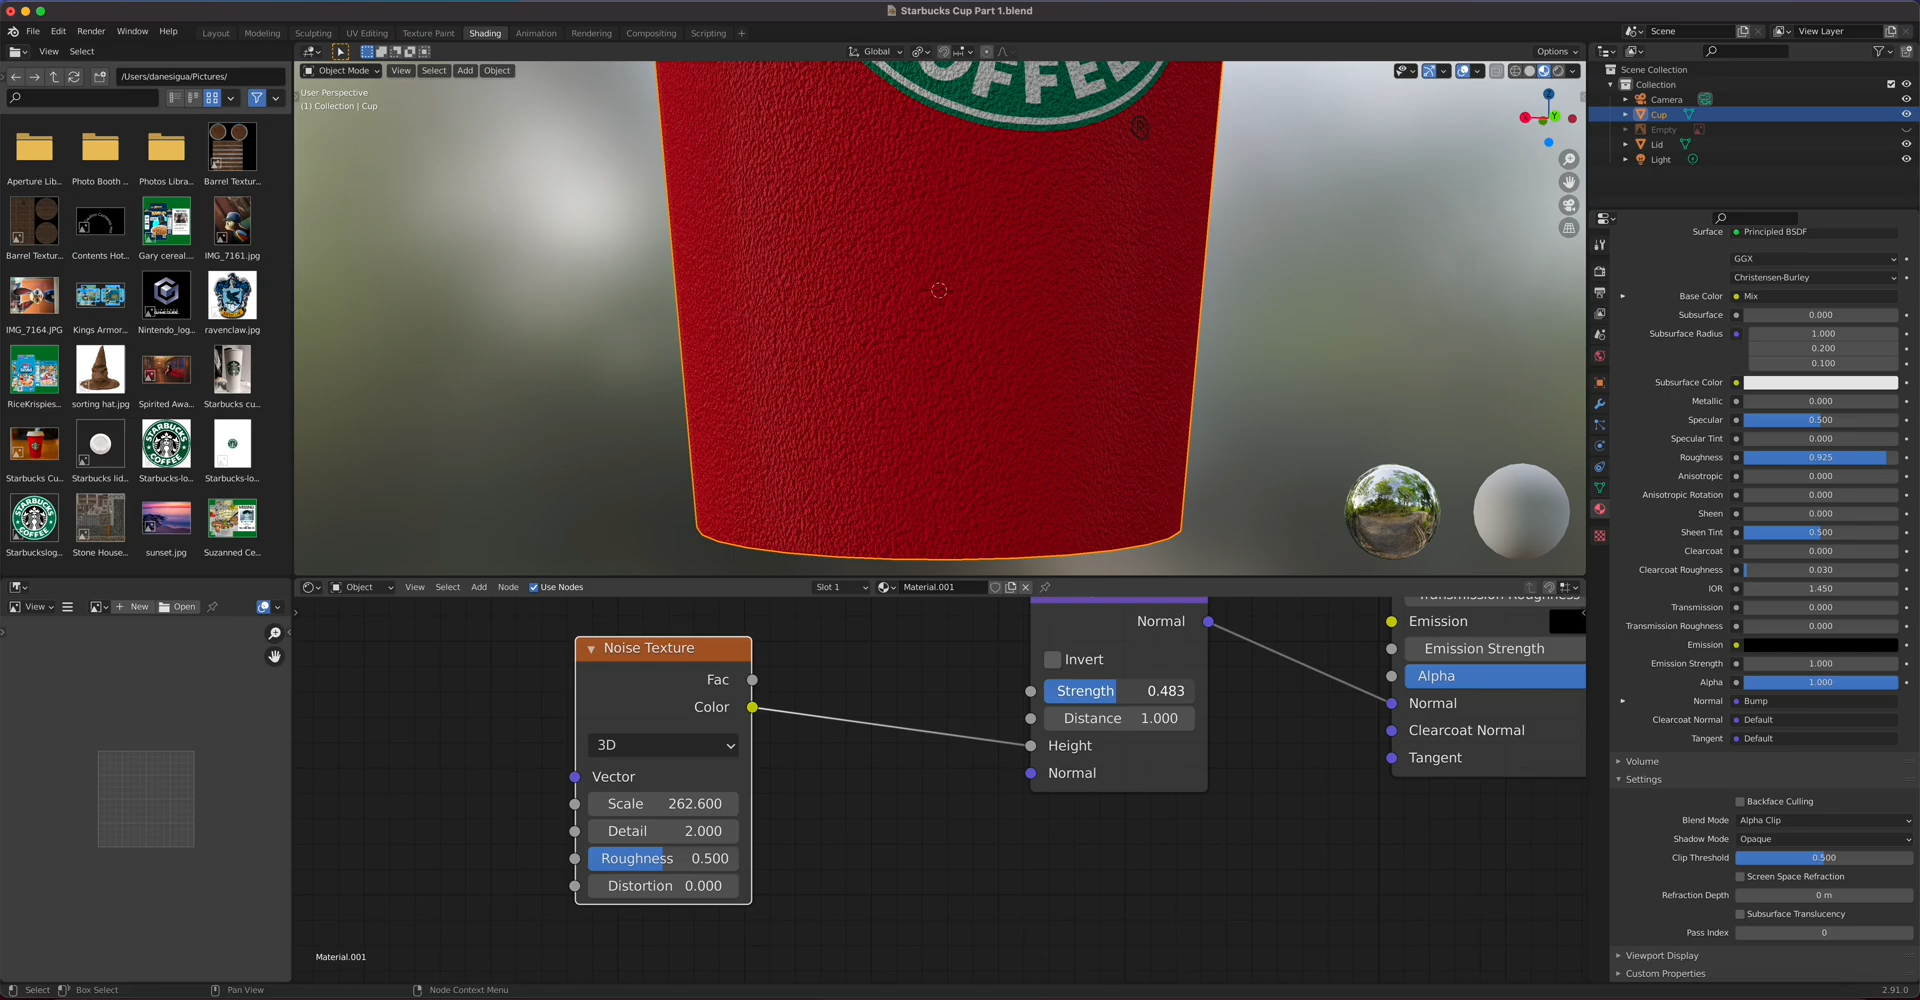 Starbucks Cup Part 1.blend
File Edit Render Window Help
Layout Modeling Sculpting UV Editing Texture Paint Shading Animation Rendering Compositing Scripting +
Scene
View Layer
View Select
Global
Options
/Users/danesigua/Pictures/
Object Mode View Select Add Object
User Perspective
(1) Collection | Cup
COFFEE
®
Z
X
Y
Aperture Lib...
Photo Booth ...
Photos Libra...
Barrel Textur...
Barrel Textur...
Contents Hot...
Gary cereal....
IMG_7161.jpg
IMG_7164.JPG
Kings Armor...
Nintendo_log...
ravenclaw.jpg
RiceKrispies...
sorting hat.jpg
Spirited Awa...
Starbucks cu...
STARBUCKS
COFFEE
Starbucks Cu...
Starbucks lid...
Starbucks-lo...
Starbucks-lo...
STARBUCKS
COFFEE
Starbuckslog...
Stone House...
sunset.jpg
Suzanned Ce...
Scene Collection
Collection
Camera
Cup
Empty
Lid
Light
Surface Principled BSDF
GGX
Christensen-Burley
Base Color Mix
Subsurface 0.000
Subsurface Radius 1.000
0.200
0.100
Subsurface Color
Metallic 0.000
Specular 0.500
Specular Tint 0.000
Roughness 0.925
Anisotropic 0.000
Anisotropic Rotation 0.000
Sheen 0.000
Sheen Tint 0.500
Clearcoat 0.000
Clearcoat Roughness 0.030
IOR 1.450
Transmission 0.000
Transmission Roughness 0.000
Emission
Emission Strength 1.000
Alpha 1.000
Normal Bump
Clearcoat Normal Default
Tangent Default
Volume
Settings
Backface Culling
Blend Mode Alpha Clip
Shadow Mode Opaque
Clip Threshold 0.500
Screen Space Refraction
Refraction Depth 0 m
Subsurface Translucency
Pass Index 0
Viewport Display
Custom Properties
View
New
Open
Object View Select Add Node Use Nodes
Slot 1
Material.001
Noise Texture
Fac
Color
3D
Vector
Scale 262.600
Detail 2.000
Roughness 0.500
Distortion 0.000
Normal
Invert
Strength 0.483
Distance 1.000
Height
Normal
Transmission Roughness
Emission
Emission Strength
Alpha
Normal
Clearcoat Normal
Tangent
Material.001
Select
Box Select
Pan View
Node Context Menu
2.91.0